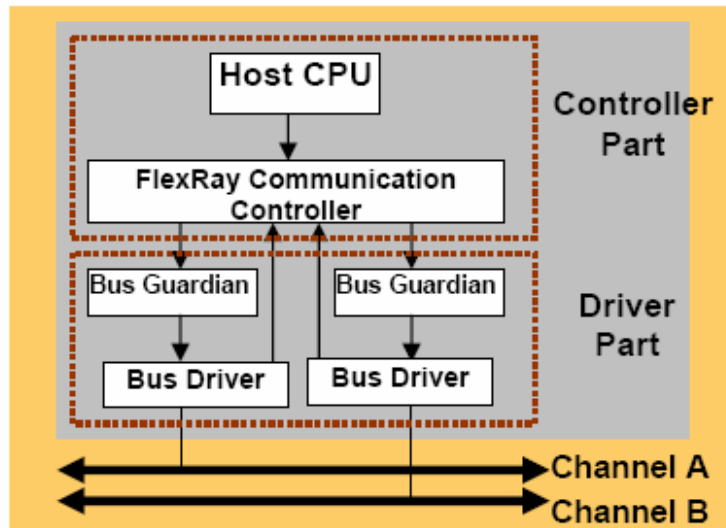 Host CPU
Controller
Part
FlexRay Communication
Controller
Bus Guardian
Bus Guardian
Driver
Part
Bus Driver
Bus Driver
Channel A
Channel B